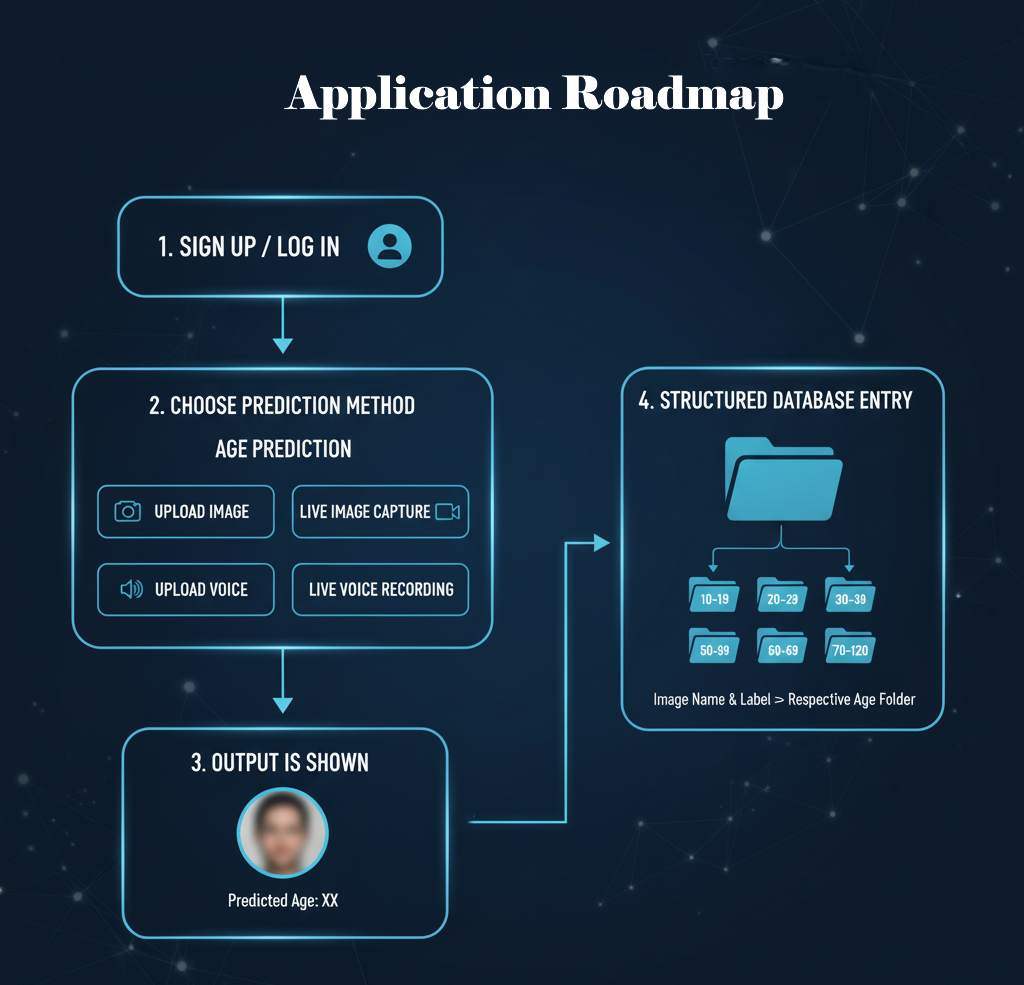 Application Roadmap
1. SIGN UP / LOG IN
2. CHOOSE PREDICTION METHOD
AGE PREDICTION
UPLOAD IMAGE
LIVE IMAGE CAPTURE
UPLOAD VOICE
LIVE VOICE RECORDING
3. OUTPUT IS SHOWN
Predicted Age: XX
4. STRUCTURED DATABASE ENTRY
10-19 20-29 30-39
50-99 60-69 70-120
Image Name & Label > Respective Age Folder